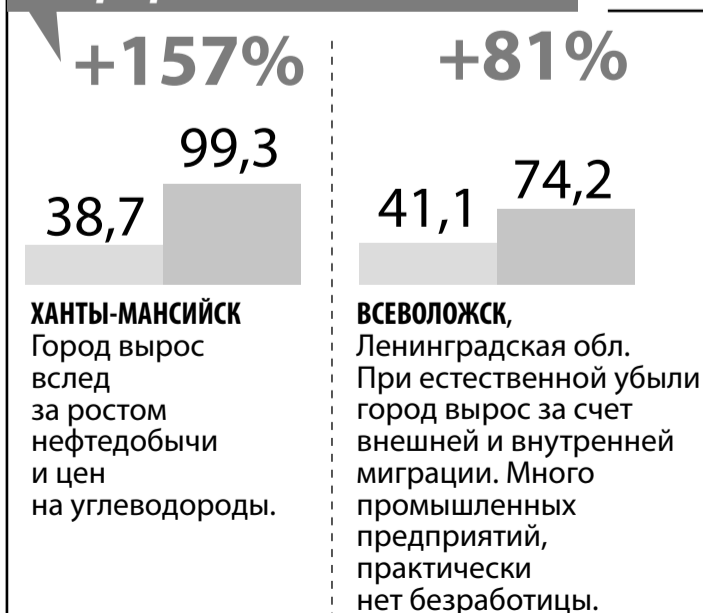 +157%
38,7
99,3
ХАНТЫ-МАНСИЙСК
Город вырос
вслед
за ростом
нефтедобычи
и цен
на углеводороды.
+81%
41,1
74,2
ВСЕВОЛОЖСК,
Ленинградская обл.
При естественной убыли
город вырос за счет
внешней и внутренней
миграции. Много
промышленных
предприятий,
практически
нет безработицы.